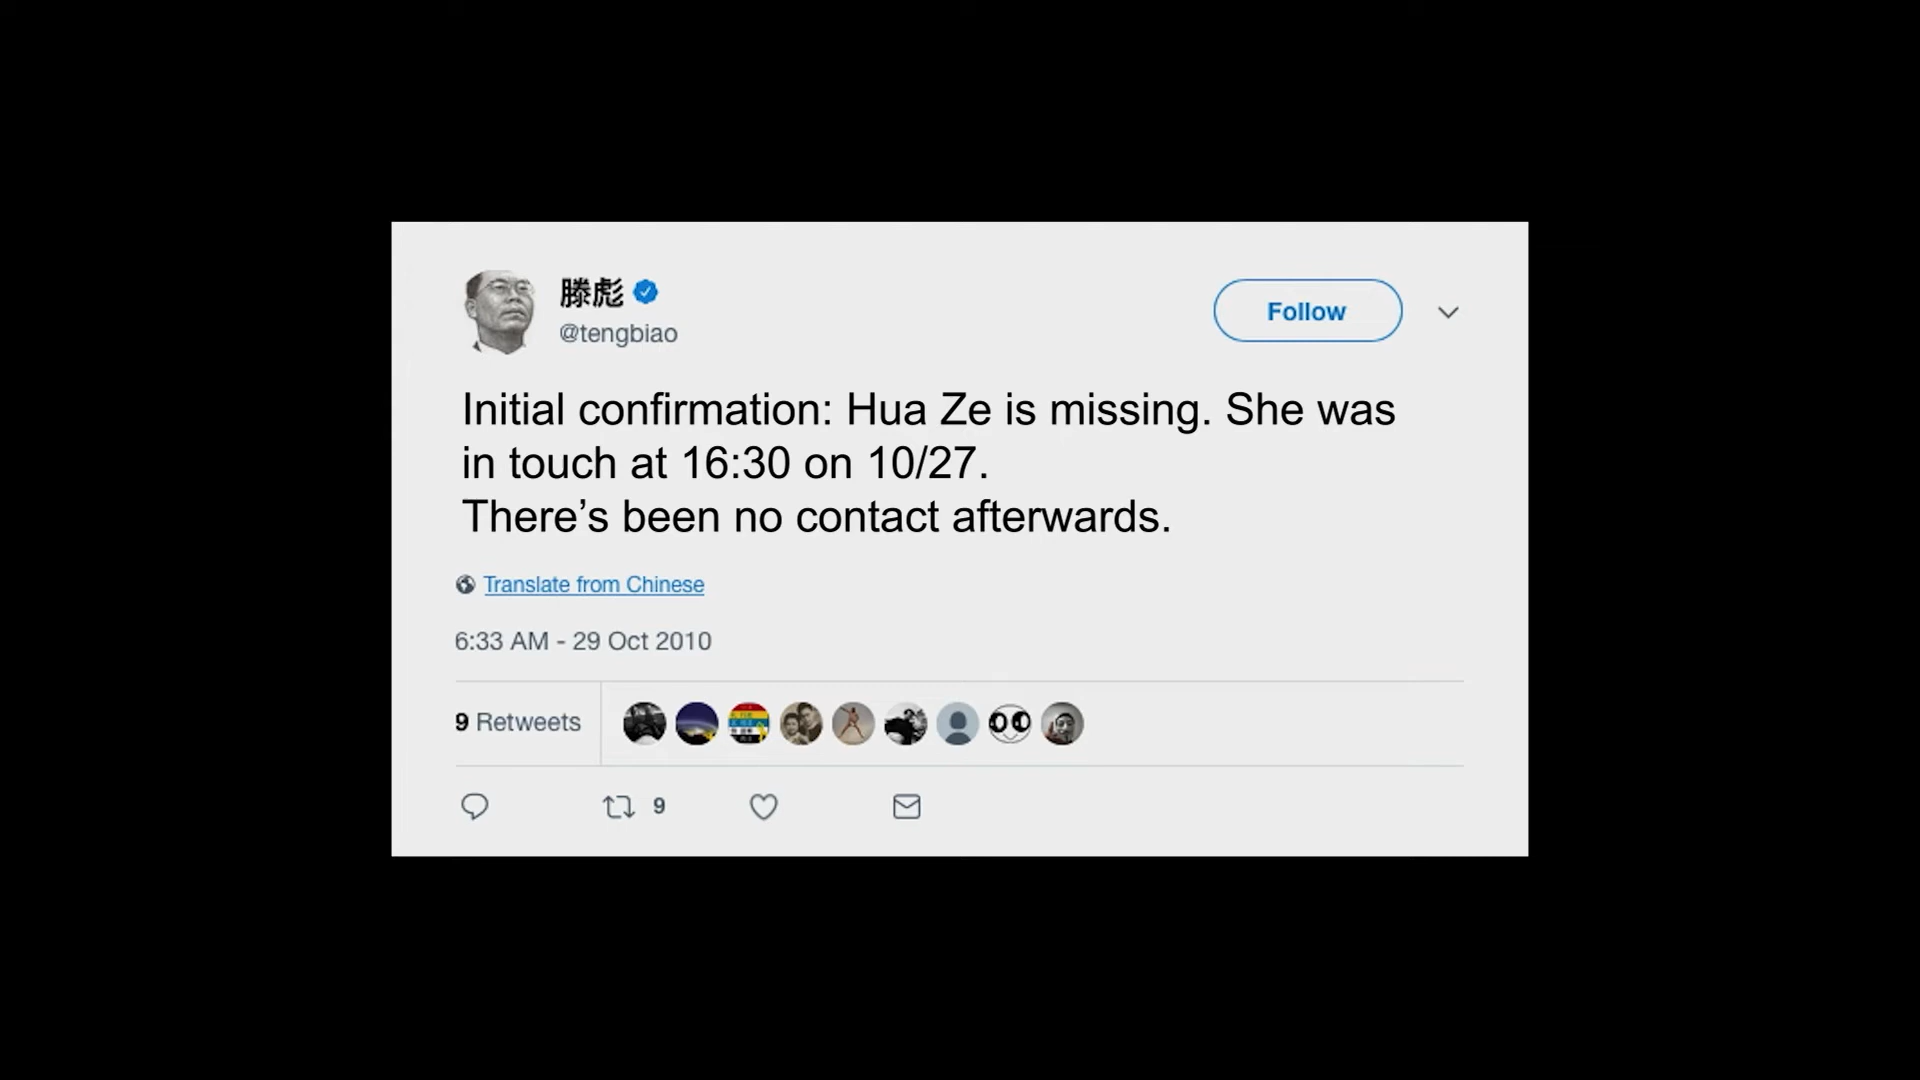 滕彪
@tengbiao
Follow
Initial confirmation: Hua Ze is missing. She was
in touch at 16:30 on 10/27.
There’s been no contact afterwards.
Translate from Chinese
6:33 AM - 29 Oct 2010
9 Retweets
9